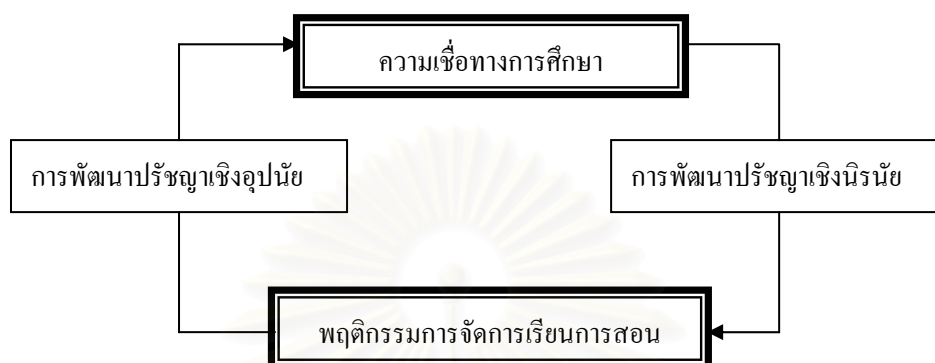 ความเชื่อทางการศึกษา
การพัฒนาปรัชญาเชิงอุปนัย
การพัฒนาปรัชญาเชิงนิรนัย
พฤติกรรมการจัดการเรียนการสอน